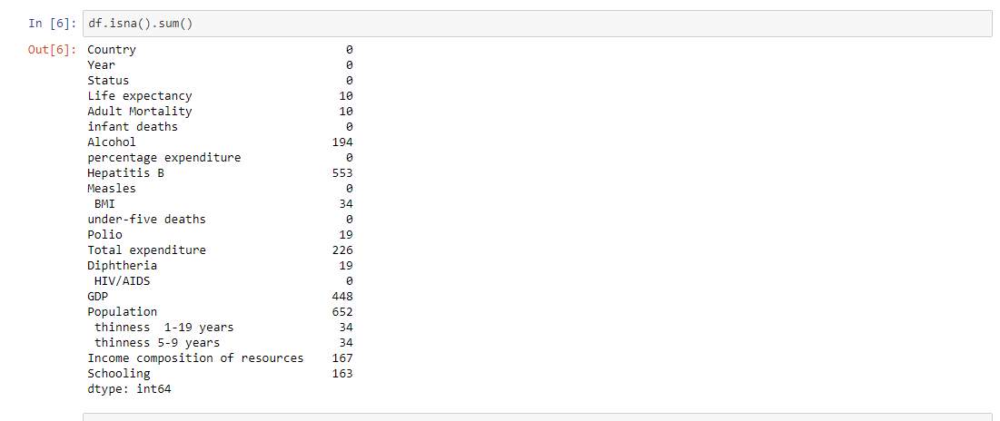 In [6]: df.isna().sum()
Out[6]: Country 0
Year 0
Status 0
Life expectancy 10
Adult Mortality 10
infant deaths 0
Alcohol 194
percentage expenditure 0
Hepatitis B 553
Measles 0
BMI 34
under-five deaths 0
Polio 19
Total expenditure 226
Diphtheria 19
HIV/AIDS 0
GDP 448
Population 652
thinness  1-19 years 34
thinness 5-9 years 34
Income composition of resources 167
Schooling 163
dtype: int64